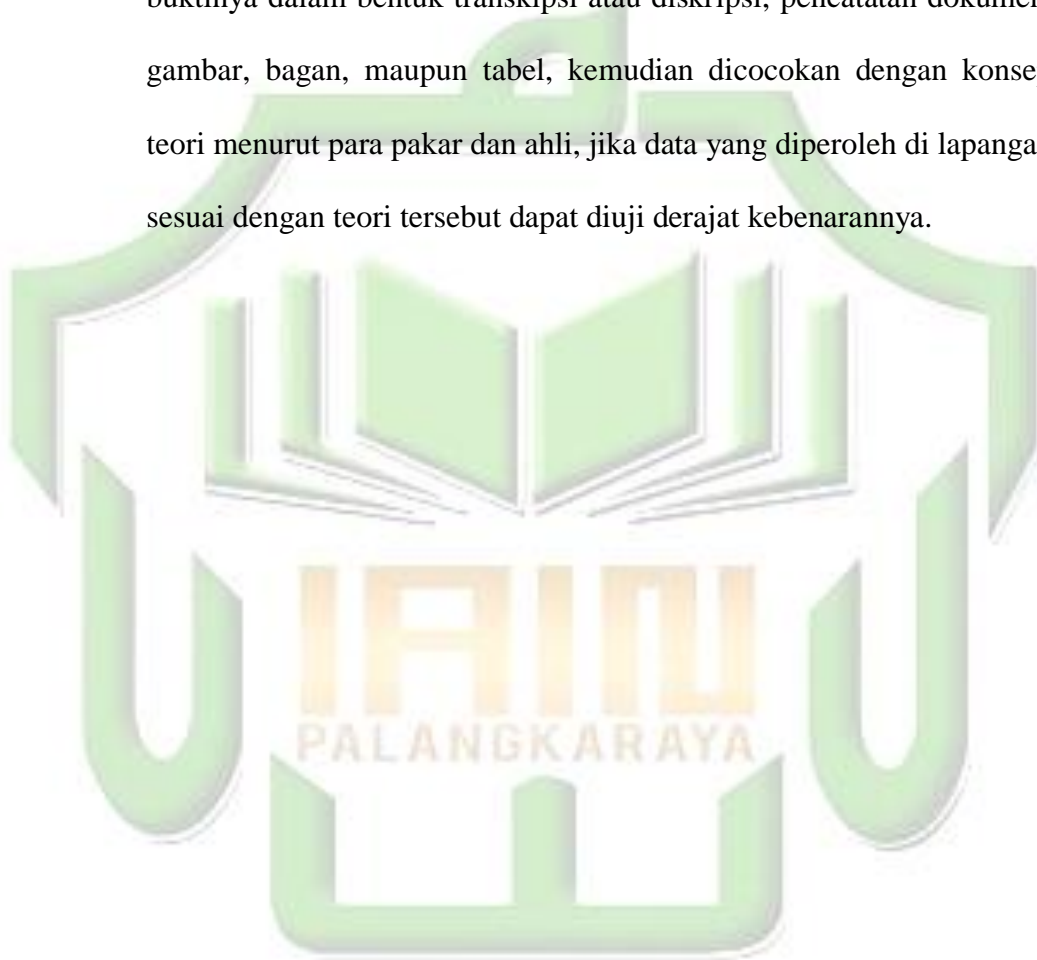 buktinya dalam bentuk transkipsi atau diskripsi, pencatatan dokume
gambar, bagan, maupun tabel, kemudian dicocokan dengan konse
teori menurut para pakar dan ahli, jika data yang diperoleh di lapanga
sesuai dengan teori tersebut dapat diuji derajat kebenarannya.
IAIN
PALANGKARAYA